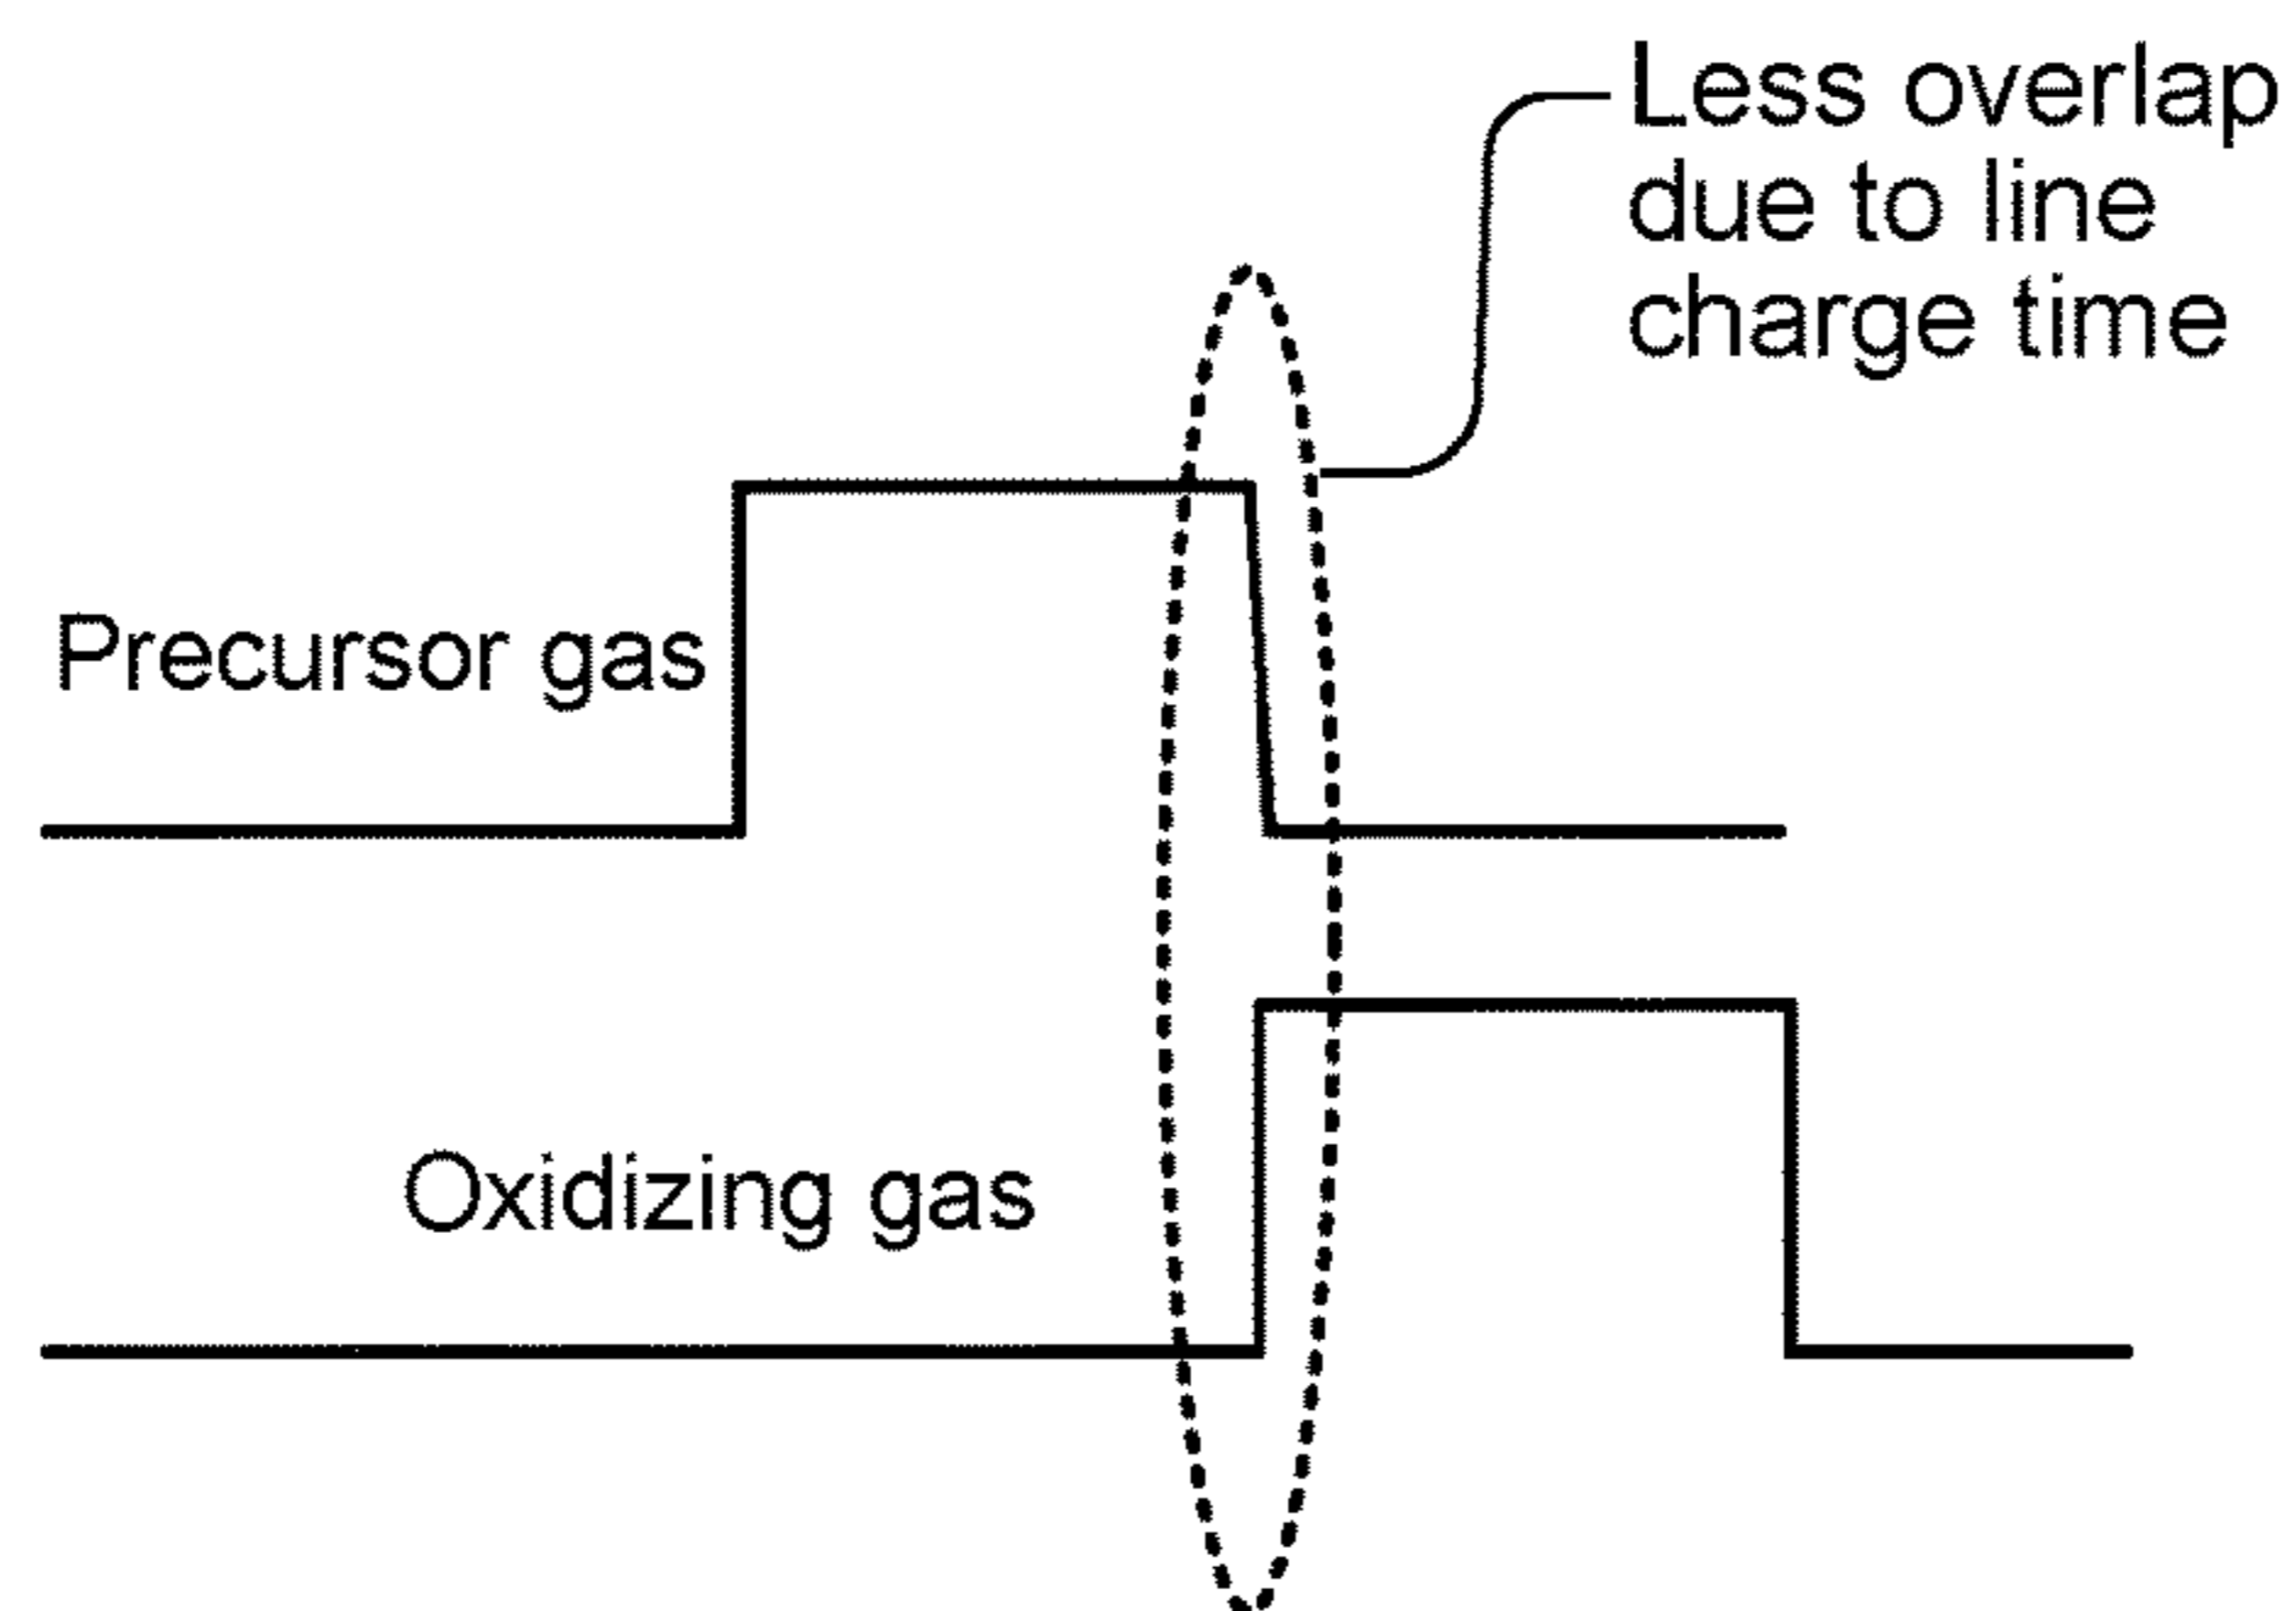 Less overlap
due to line
charge time
Precursor gas
Oxidizing gas